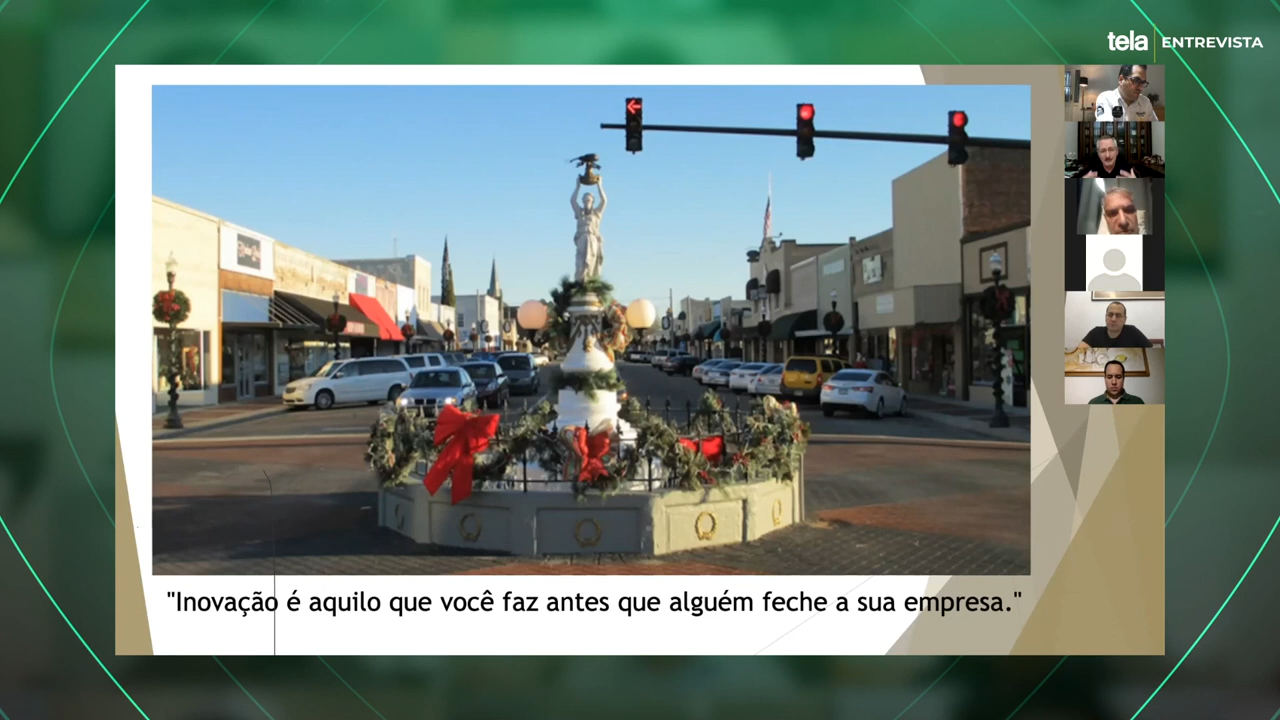 tela ENTREVISTA
"Inovação é aquilo que você faz antes que alguém feche a sua empresa."